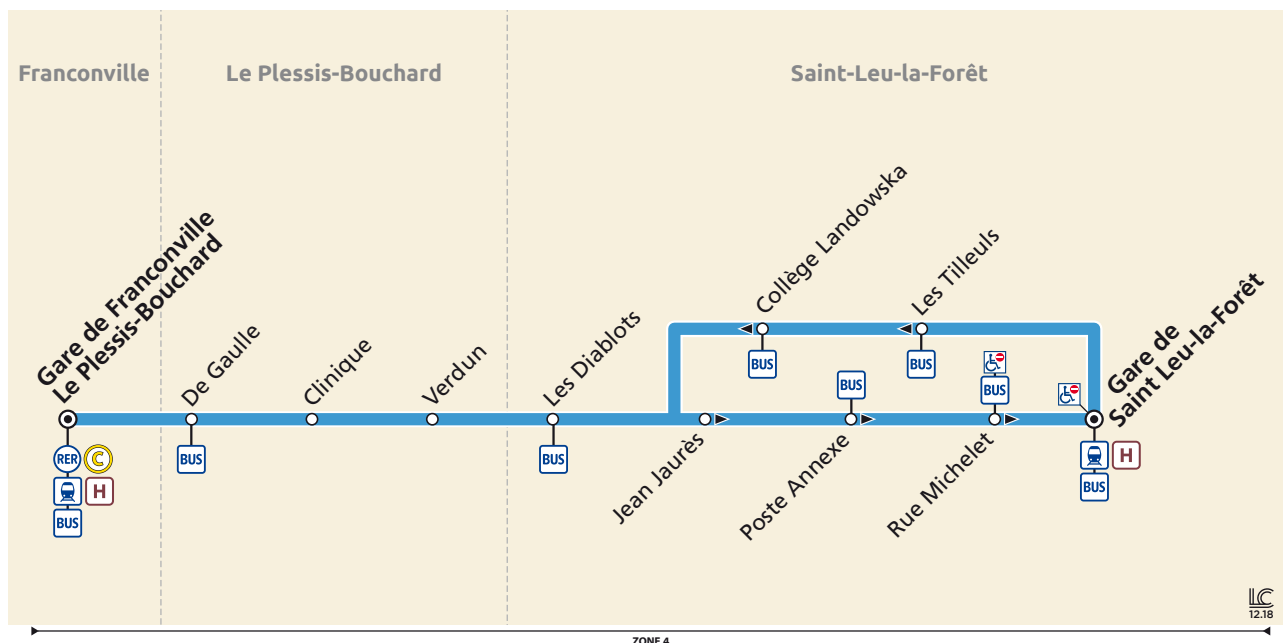 Franconville
Le Plessis-Bouchard
Saint-Leu-la-Forêt
Gare de Franconville
Le Plessis-Bouchard
De Gaulle
Clinique
Verdun
Les Diablots
Collège Landowska
Les Tilleuls
Gare de
Saint Leu-la-Forêt
Jean Jaurès
Poste Annexe
Rue Michelet
RER C
H
BUS
BUS
BUS
BUS
BUS
BUS
BUS
H
BUS
LC
12.18
ZONE 4